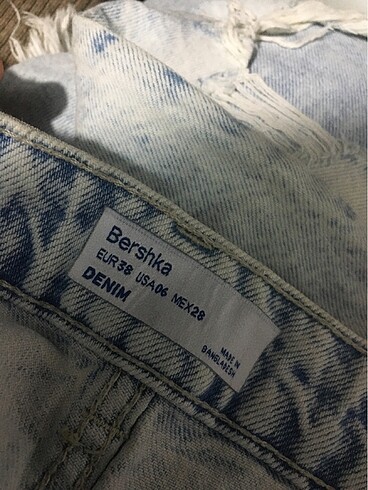 Bershka
EUR38 USA06 MEX28
DENIM
MADE IN
BANGLADESH